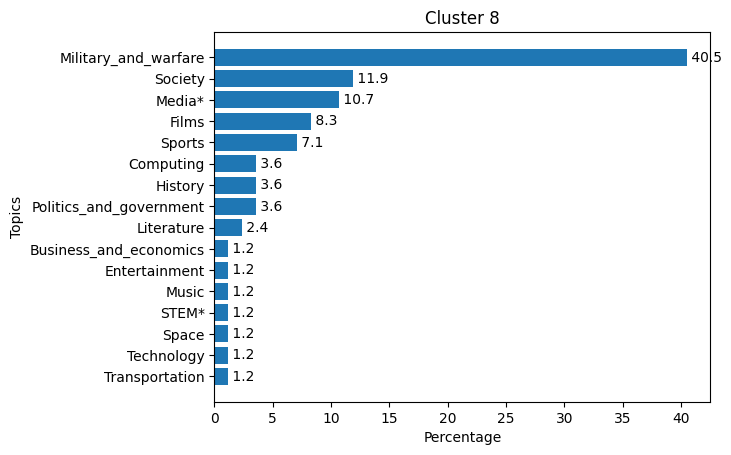 Cluster 8
Topics
Military_and_warfare 40.5
Society 11.9
Media* 10.7
Films 8.3
Sports 7.1
Computing 3.6
History 3.6
Politics_and_government 3.6
Literature 2.4
Business_and_economics 1.2
Entertainment 1.2
Music 1.2
STEM* 1.2
Space 1.2
Technology 1.2
Transportation 1.2
0 5 10 15 20 25 30 35 40
Percentage